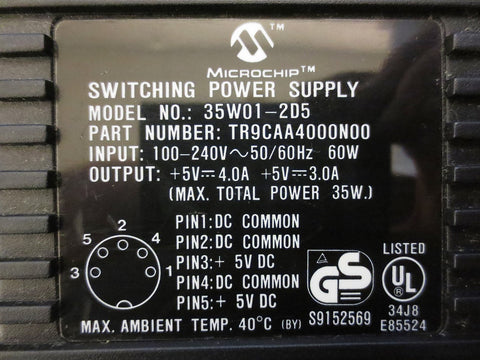 MICROCHIP™
SWITCHING POWER SUPPLY
MODEL NO.: 35W01-2D5
PART NUMBER: TR9CAA4000N00
INPUT: 100-240V∼50/60Hz 60W
OUTPUT: +5V⎓4.0A +5V⎓3.0A
(MAX. TOTAL POWER 35W.)
PIN1: DC COMMON
PIN2: DC COMMON
PIN3: + 5V DC
PIN4: DC COMMON
PIN5: + 5V DC
2
5 4
3 1
MAX. AMBIENT TEMP. 40°C (BY)
GS
S9152569
LISTED
UL ®
34J8
E85524